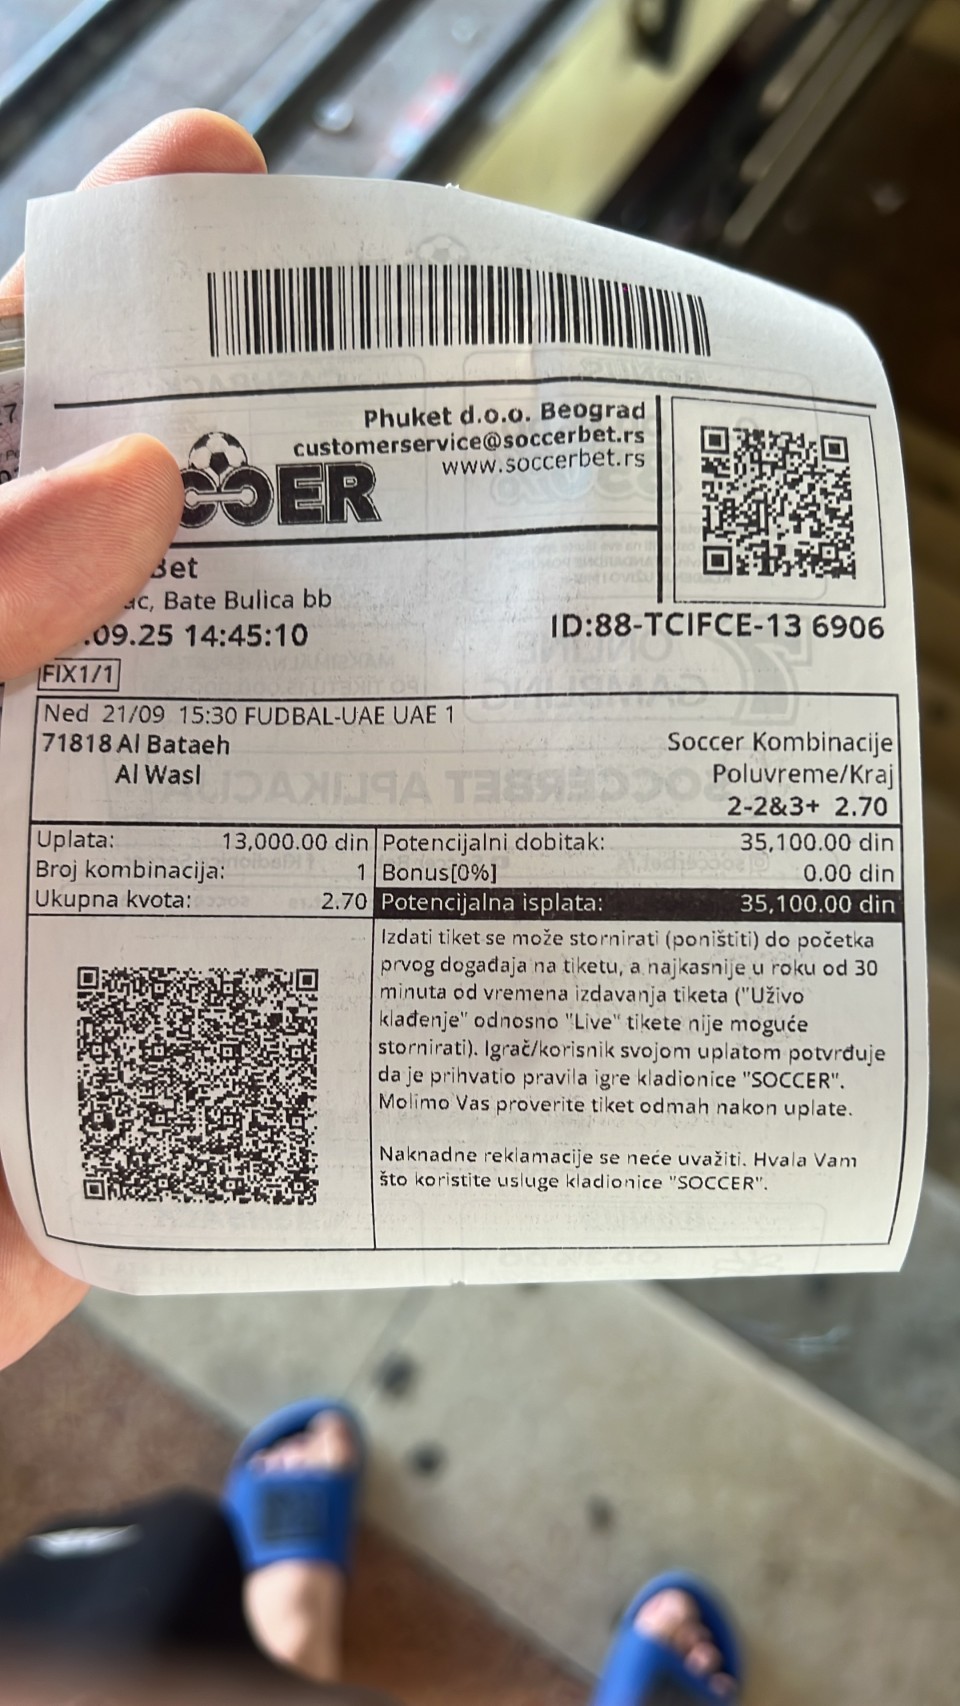 Phuket d.o.o. Beograd
customerservice@soccerbet.rs
www.soccerbet.rs
Bate Bulica bb
.09.25 14:45:10
ID:88-TCIFCE-13 6906
FIX1/1
Ned 21/09 15:30 FUDBAL-UAE UAE 1
71818 Al Bataeh
Al Wasl
Soccer Kombinacije
Poluvreme/Kraj
2-2&3+ 2.70
Uplata: 13,000.00 din
Broj kombinacija: 1
Ukupna kvota: 2.70
Potencijalni dobitak: 35,100.00 din
Bonus[0%] 0.00 din
Potencijalna isplata: 35,100.00 din
Izdati tiket se može stornirati (poništiti) do početka
prvog događaja na tiketu, a najkasnije u roku od 30
minuta od vremena izdavanja tiketa ("Uživo
klađenje" odnosno "Live" tikete nije moguće
stornirati). Igrač/korisnik svojom uplatom potvrđuje
da je prihvatio pravila igre kladionice "SOCCER".
Molimo Vas proverite tiket odmah nakon uplate.
Naknadne reklamacije se neće uvažiti. Hvala Vam
što koristite usluge kladionice "SOCCER".